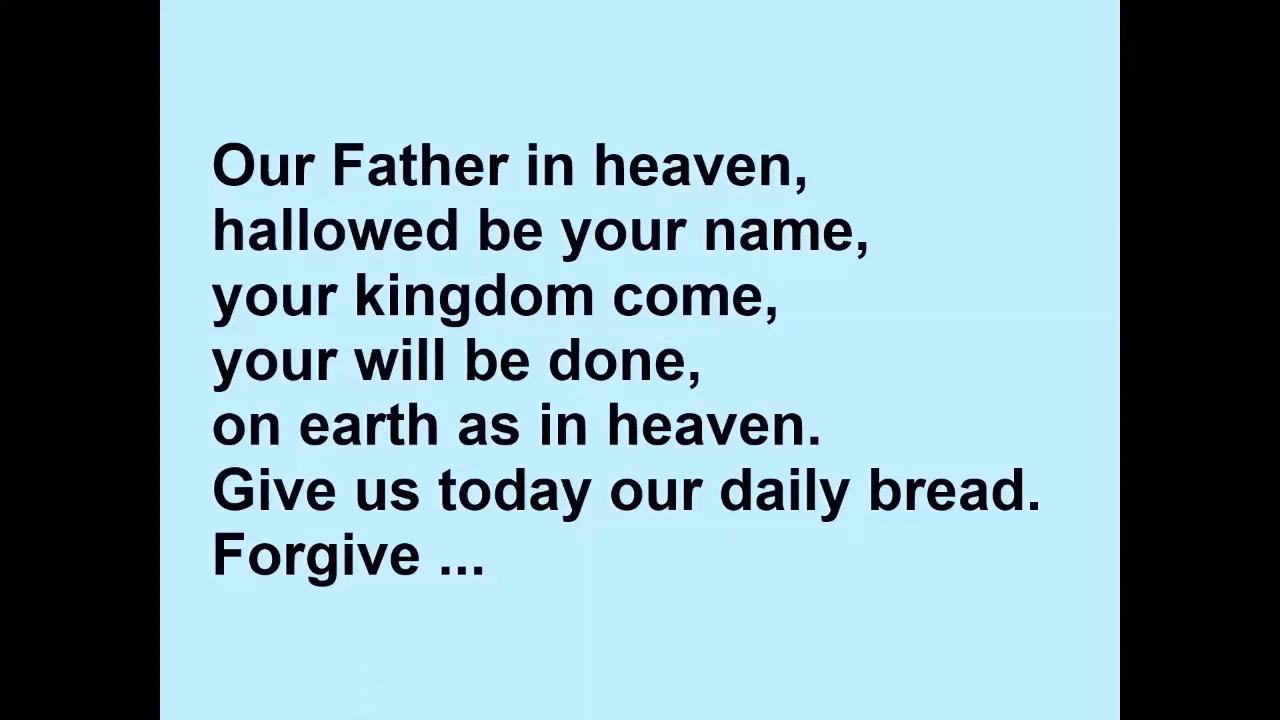 Our Father in heaven,
hallowed be your name,
your kingdom come,
your will be done,
on earth as in heaven.
Give us today our daily bread.
Forgive ...